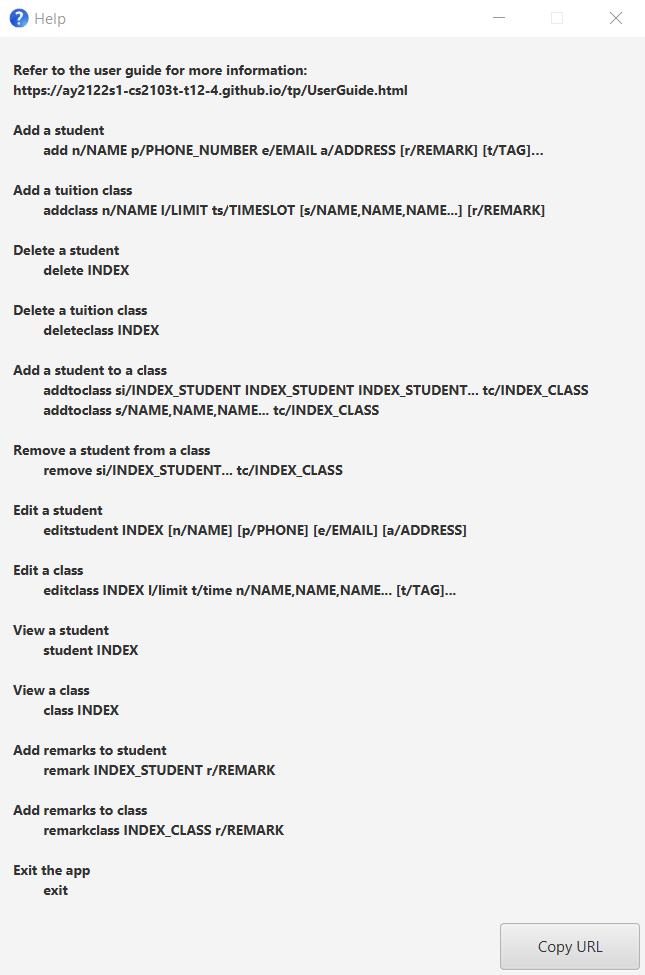 Help
Refer to the user guide for more information:
https://ay2122s1-cs2103t-t12-4.github.io/tp/UserGuide.html
Add a student
add n/NAME p/PHONE_NUMBER e/EMAIL a/ADDRESS [r/REMARK] [t/TAG]...
Add a tuition class
addclass n/NAME l/LIMIT ts/TIMESLOT [s/NAME,NAME,NAME...] [r/REMARK]
Delete a student
delete INDEX
Delete a tuition class
deleteclass INDEX
Add a student to a class
addtoclass si/INDEX_STUDENT INDEX_STUDENT INDEX_STUDENT... tc/INDEX_CLASS
addtoclass s/NAME,NAME,NAME... tc/INDEX_CLASS
Remove a student from a class
remove si/INDEX_STUDENT... tc/INDEX_CLASS
Edit a student
editstudent INDEX [n/NAME] [p/PHONE] [e/EMAIL] [a/ADDRESS]
Edit a class
editclass INDEX l/limit t/time n/NAME,NAME,NAME... [t/TAG]...
View a student
student INDEX
View a class
class INDEX
Add remarks to student
remark INDEX_STUDENT r/REMARK
Add remarks to class
remarkclass INDEX_CLASS r/REMARK
Exit the app
exit
Copy URL